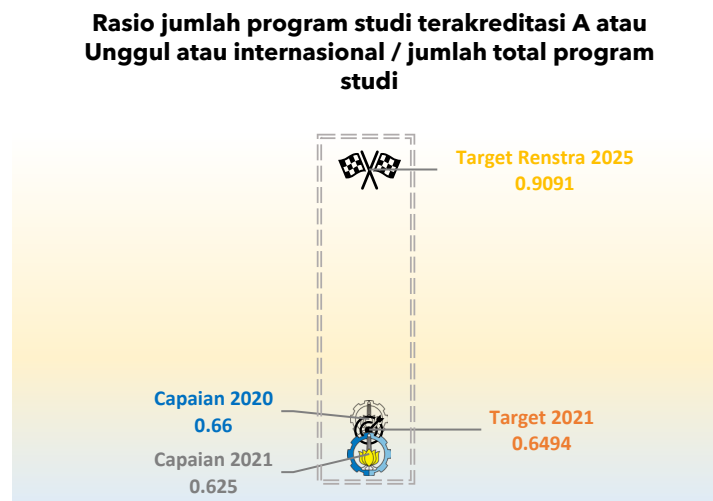 Rasio jumlah program studi terakreditasi A atau
Unggul atau internasional / jumlah total program
studi
Target Renstra 2025
0.9091
Capaian 2020
0.66
Target 2021
0.6494
Capaian 2021
0.625